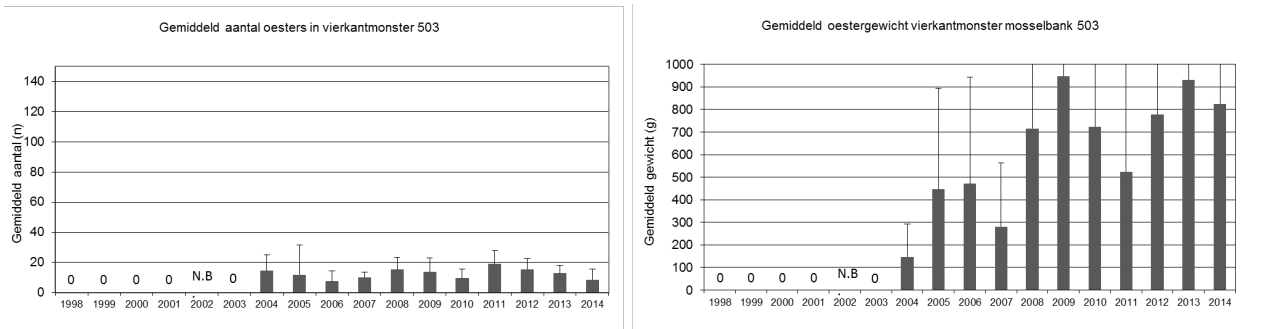 Gemiddeld aantal oesters in vierkantmonster 503
Gemiddeld aantal (n)
140
120
100
80
60
40
20
0
0 0 0 0 N.B 0
1998 1999 2000 2001 2002 2003 2004 2005 2006 2007 2008 2009 2010 2011 2012 2013 2014
Gemiddeld oestergewicht vierkantmonster mosselbank 503
Gemiddeld gewicht (g)
1000
900
800
700
600
500
400
300
200
100
0
0 0 0 0 N.B 0
1998 1999 2000 2001 2002 2003 2004 2005 2006 2007 2008 2009 2010 2011 2012 2013 2014